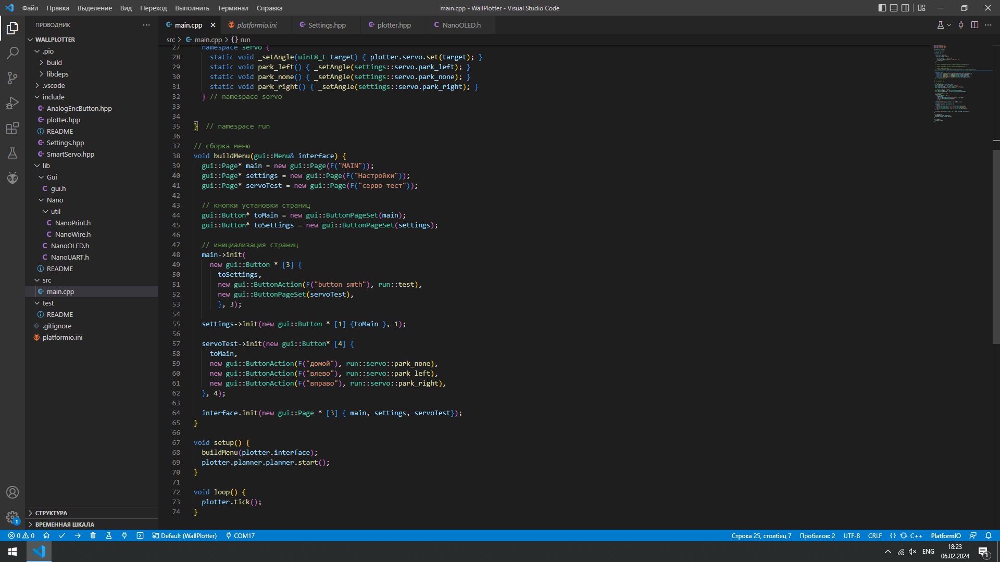 Файл Правка Выделение Вид Переход Выполнить Терминал Справка
main.cpp - WallPlotter - Visual Studio Code
ПРОВОДНИК
WALLPLOTTER
.pio
build
libdeps
.vscode
include
AnalogEncButton.hpp
plotter.hpp
README
Settings.hpp
SmartServo.hpp
lib
Gui
gui.h
Nano
util
NanoPrint.h
NanoWire.h
NanoOLED.h
NanoUART.h
README
src
main.cpp
test
README
.gitignore
platformio.ini
СТРУКТУРА
ВРЕМЕННАЯ ШКАЛА
main.cpp platformio.ini Settings.hpp plotter.hpp NanoOLED.h
src > main.cpp > {} run
27 namespace servo {
28 static void _setAngle(uint8_t target) { plotter.servo.set(target); }
29 static void park_left() { _setAngle(settings::servo.park_left); }
30 static void park_none() { _setAngle(settings::servo.park_none); }
31 static void park_right() { _setAngle(settings::servo.park_right); }
32 } // namespace servo
33
34
35 } // namespace run
36
37 // сборка меню
38 void buildMenu(gui::Menu& interface) {
39 gui::Page* main = new gui::Page(F("MAIN"));
40 gui::Page* settings = new gui::Page(F("Настройки"));
41 gui::Page* servoTest = new gui::Page(F("серво тест"));
42
43 // кнопки установки страниц
44 gui::Button* toMain = new gui::ButtonPageSet(main);
45 gui::Button* toSettings = new gui::ButtonPageSet(settings);
46
47 // инициализация страниц
48 main->init(
49 new gui::Button * [3] {
50 toSettings,
51 new gui::ButtonAction(F("button smth"), run::test),
52 new gui::ButtonPageSet(servoTest),
53 }, 3);
54
55 settings->init(new gui::Button * [1] {toMain }, 1);
56
57 servoTest->init(new gui::Button* [4] {
58 toMain,
59 new gui::ButtonAction(F("домой"), run::servo::park_none),
60 new gui::ButtonAction(F("влево"), run::servo::park_left),
61 new gui::ButtonAction(F("вправо"), run::servo::park_right),
62 }, 4);
63
64 interface.init(new gui::Page * [3] { main, settings, servoTest});
65 }
66
67 void setup() {
68 buildMenu(plotter.interface);
69 plotter.planner.planner.start();
70 }
71
72 void loop() {
73 plotter.tick();
74 }
1
0 0 Default (WallPlotter) COM17 Строка 25, столбец 7 Пробелов: 2 UTF-8 CRLF {} C++ PlatformIO
ENG
18:23
06.02.2024
1